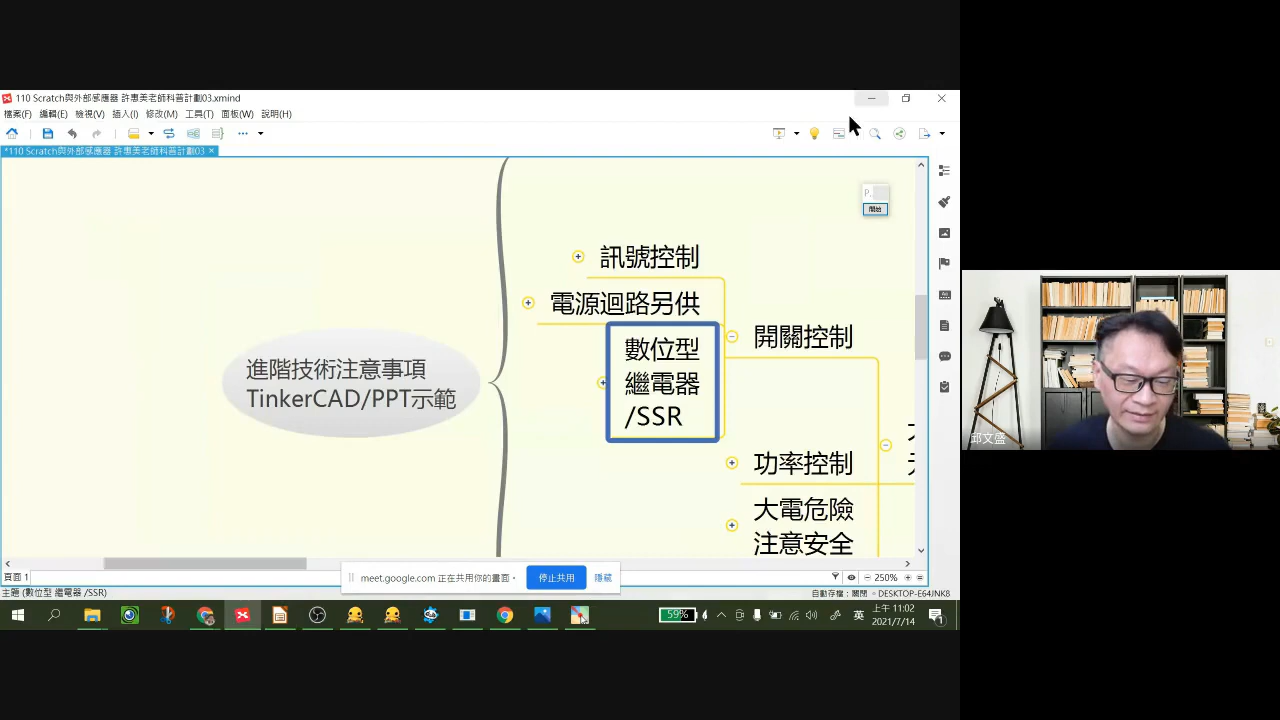 110 Scratch與外部感應器 許惠美老師科普計劃03.xmind
檔案(F) 編輯(E) 檢視(V) 插入(I) 修改(M) 工具(T) 面板(W) 說明(H)
*110 Scratch與外部感應器 許惠美老師科普計劃03
開始
訊號控制
電源迴路另供
數位型
繼電器
/SSR
開關控制
進階技術注意事項
TinkerCAD/PPT示範
功率控制
大電危險
注意安全
邱文盛
頁面 1
meet.google.com 正在共用你的畫面。
停止共用
隱藏
250%
主題 (數位型 繼電器 /SSR)
自動存檔：關閉
DESKTOP-E64JNK8
59%
英
上午 11:02
2021/7/14